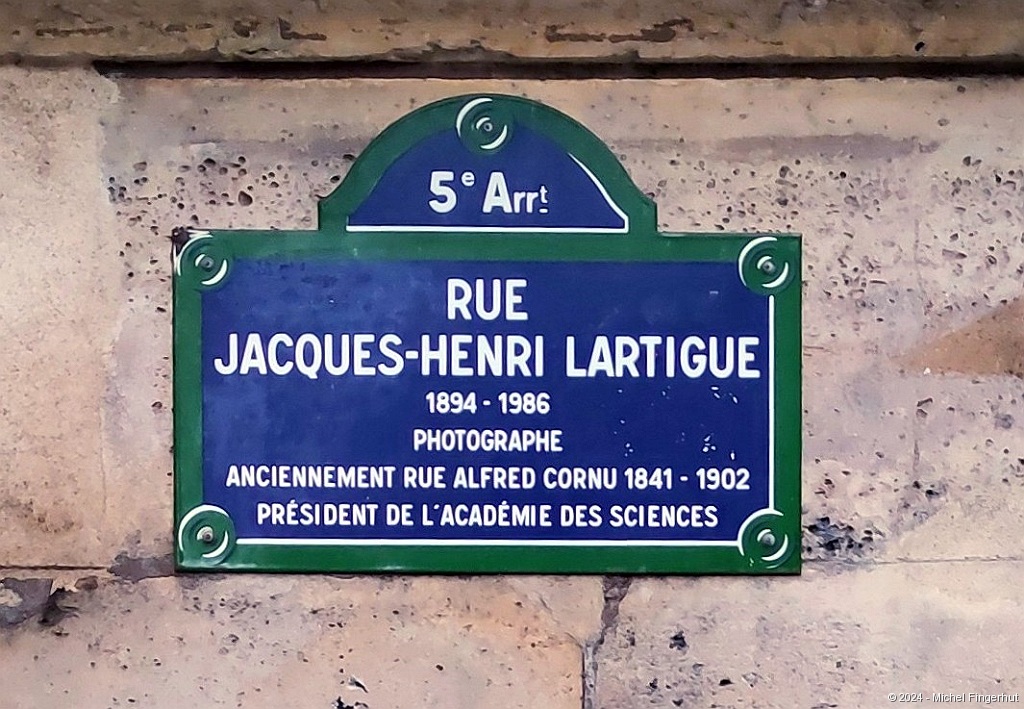 5e Arrt
RUE
JACQUES-HENRI LARTIGUE
1894 - 1986
PHOTOGRAPHE
ANCIENNEMENT RUE ALFRED CORNU 1841 - 1902
PRÉSIDENT DE L'ACADÉMIE DES SCIENCES
© 2024 - Michel Fingerhut